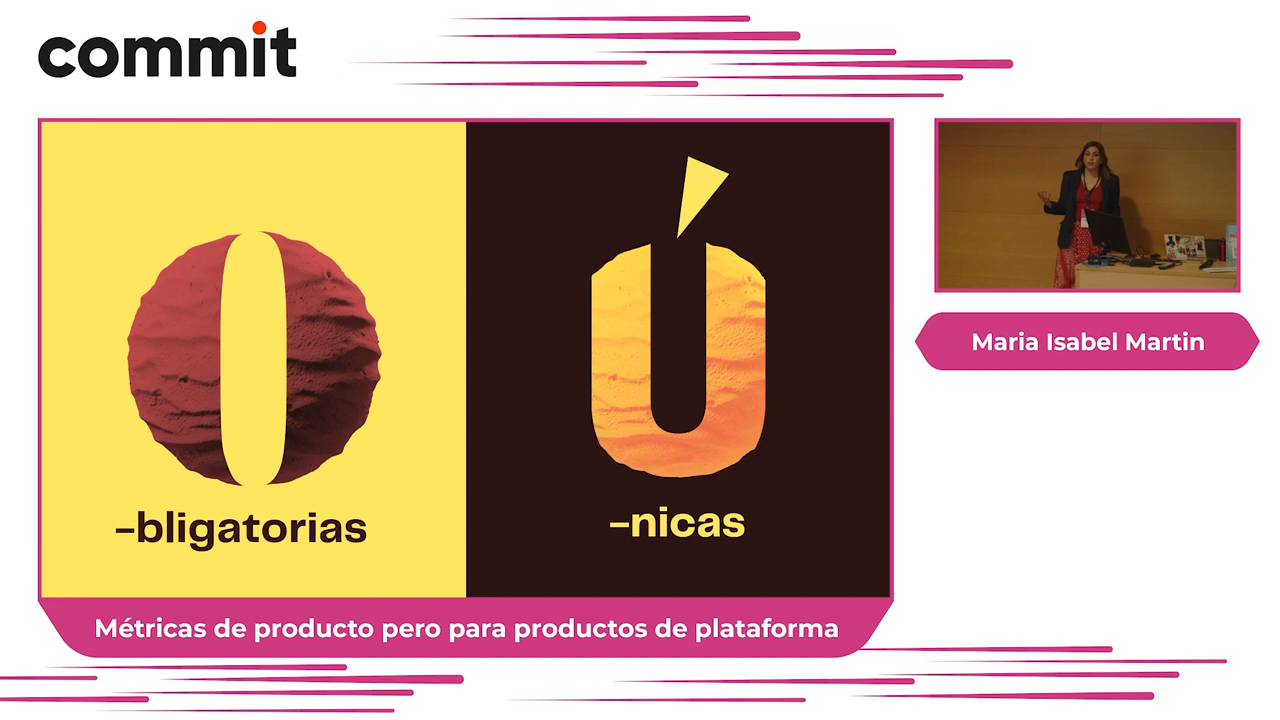 commit
O
-bligatorias
Ú
-nicas
Maria Isabel Martin
Métricas de producto pero para productos de plataforma